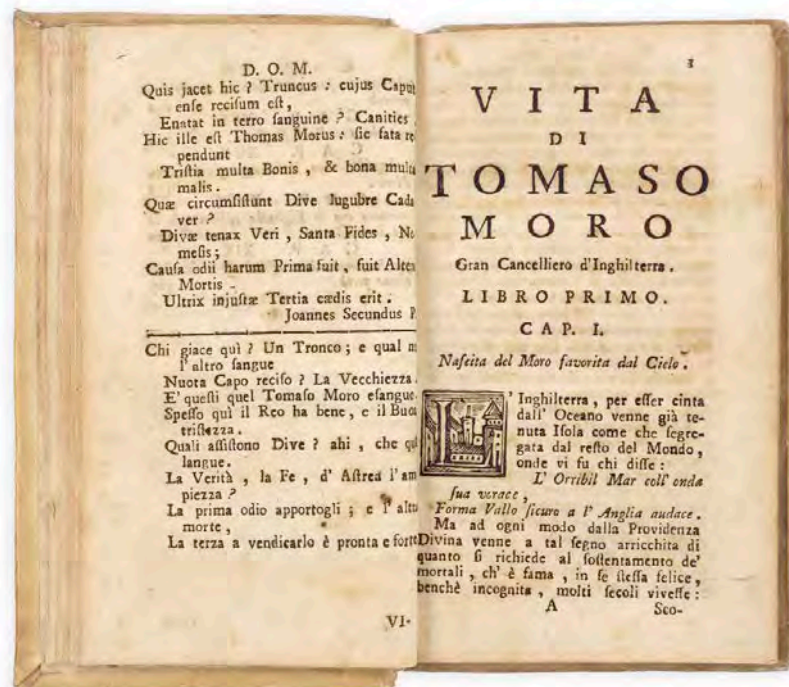 D. O. M.
Quis jacet hic ? Truncus : cujus Caput
enſe reciſum eſt,
Enatat in terro ſanguine ? Canities
Hic ille eſt Thomas Morus : ſic fata re
pendunt
Triſtia multa Bonis , & bona multa
malis .
Quæ circumſiſtunt Dive lugubre Cada
ver ?
Divæ tenax Veri , Santa Fides , Ne
meſis ;
Cauſa odii harum Prima fuit , fuit Altera
Mortis .
Ultrix injuſtæ Tertia cædis erit .
Joannes Secundus P.
Chi giace quì ? Un Tronco ; e qual
l' altro ſangue
Nuota Capo reciſo ? La Vecchiezza .
E' queſti quel Tomaſo Moro eſangue .
Speſſo quì il Reo ha bene , e il Buon
triſtezza .
Quali aſſiſtono Dive ? ahi , che quì
langue .
La Verità , la Fe , d' Aſtrea l' am
piezza ?
La prima odio apportogli ; e l' altra
morte ,
La terza a vendicarlo è pronta e forte
VI-
1
VITA
DI
TOMASO
MORO
Gran Cancelliero d'Inghilterra .
LIBRO PRIMO .
CAP. I.
Naſcita del Moro favorita dal Cielo .
L' Inghilterra , per eſſer cinta
dall' Oceano venne già te-
nuta Iſola come che ſegre-
gata dal reſto del Mondo ,
onde vi fu chi diſſe :
L' Orribil Mar coll' onda
ſua verace ,
Forma Vallo ſicuro a l' Anglia audace .
Ma ad ogni modo dalla Providenza
Divina venne a tal ſegno arricchita di
quanto ſi richiede al ſoſtentamento de'
mortali , ch' è fama , in ſe ſteſſa felice ,
benchè incognita , molti ſecoli viveſſe :
A Sco-